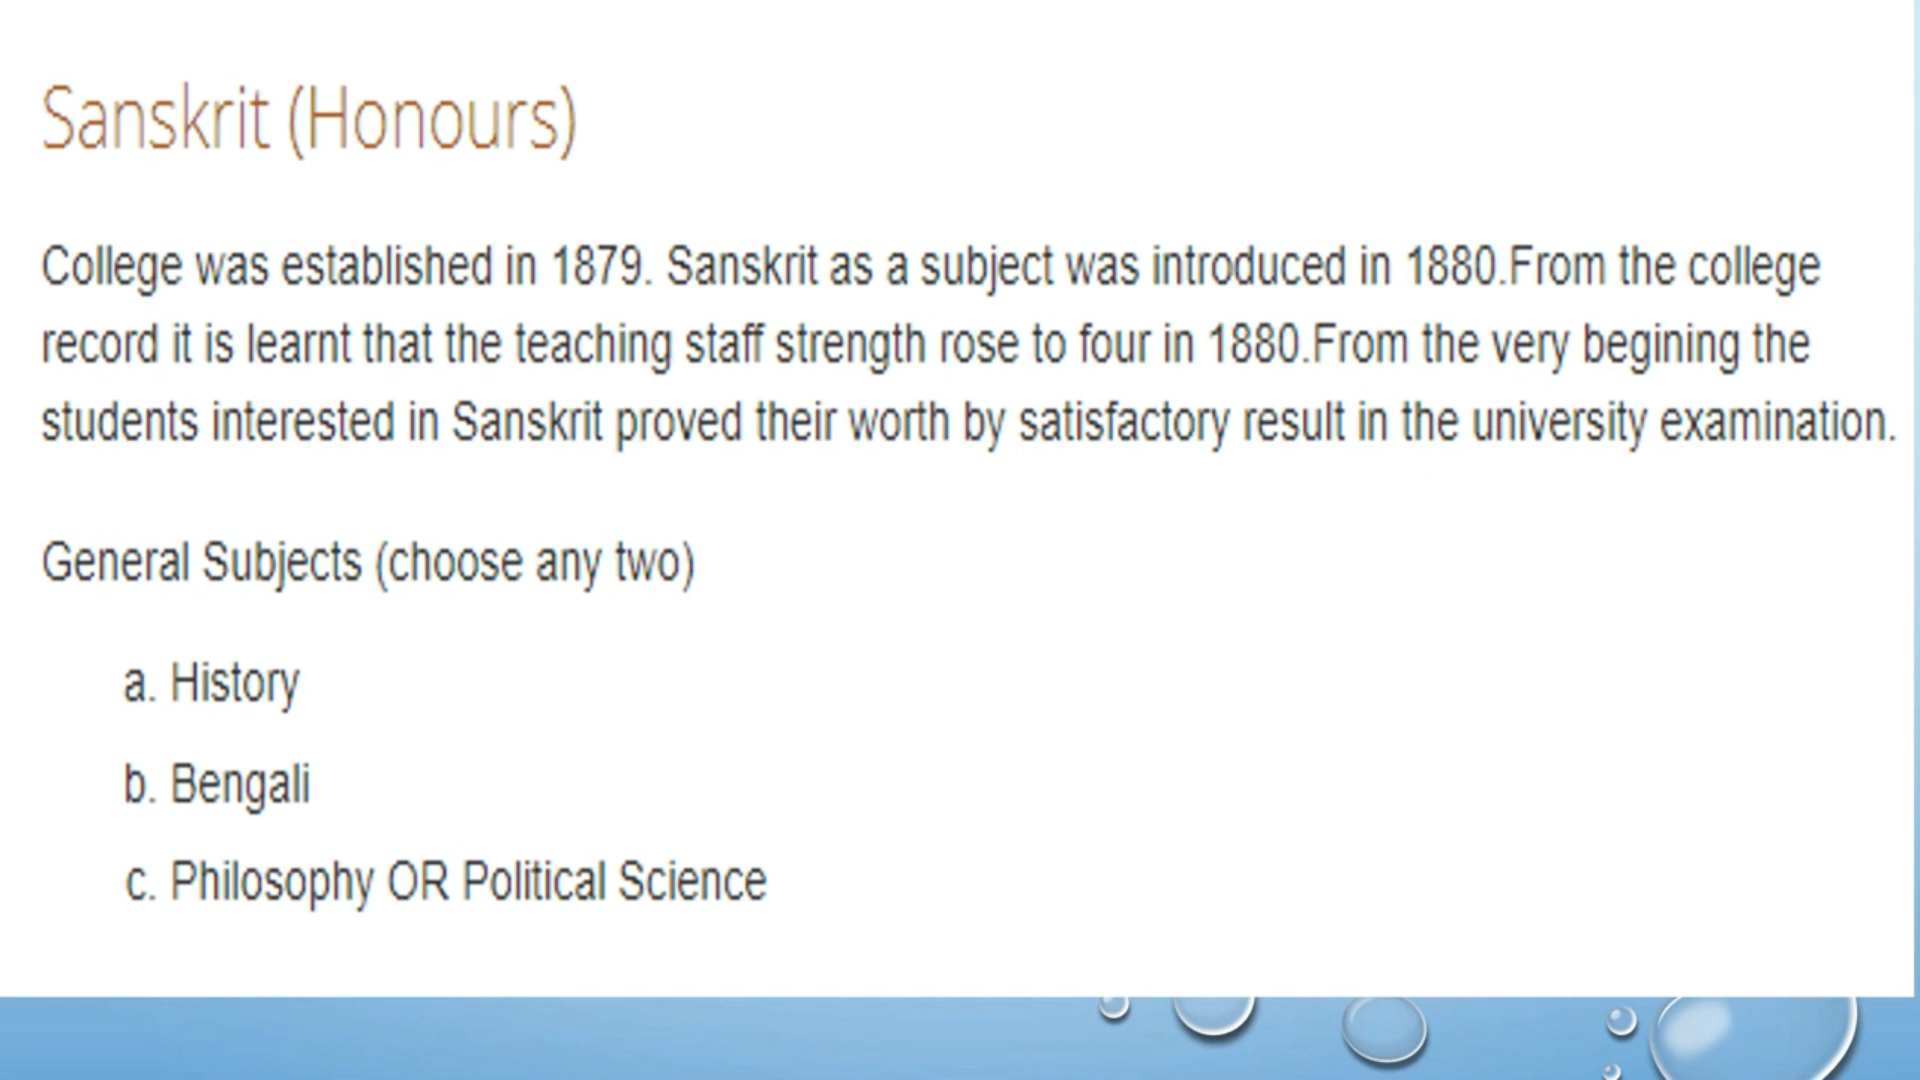 Sanskrit (Honours)
College was established in 1879. Sanskrit as a subject was introduced in 1880.From the college
record it is learnt that the teaching staff strength rose to four in 1880.From the very begining the
students interested in Sanskrit proved their worth by satisfactory result in the university examination.
General Subjects (choose any two)
a. History
b. Bengali
c. Philosophy OR Political Science